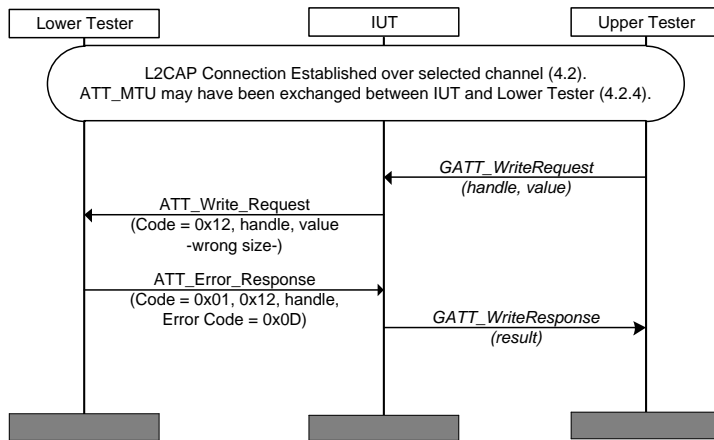 Lower Tester
IUT
Upper Tester
L2CAP Connection Established over selected channel (4.2).
ATT_MTU may have been exchanged between IUT and Lower Tester (4.2.4).
GATT_WriteRequest
(handle, value)
ATT_Write_Request
(Code = 0x12, handle, value
-wrong size-)
ATT_Error_Response
(Code = 0x01, 0x12, handle,
Error Code = 0x0D)
GATT_WriteResponse
(result)